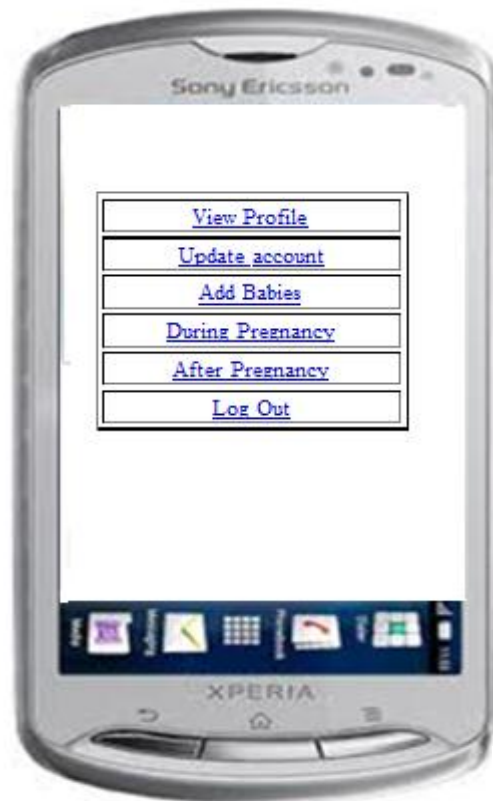 Sony Ericsson
View Profile
Update account
Add Babies
During Pregnancy
After Pregnancy
Log Out
XPERIA